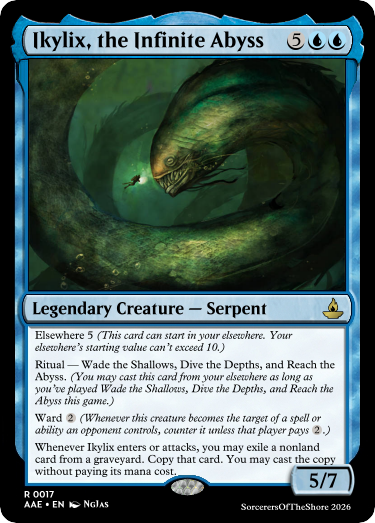 Ikylix, the Infinite Abyss 5
Legendary Creature — Serpent
Elsewhere 5 (This card can start in your elsewhere. Your
elsewhere's starting value can't exceed 10.)
Ritual — Wade the Shallows, Dive the Depths, and Reach the
Abyss. (You may cast this card from your elsewhere as long as
you've played Wade the Shallows, Dive the Depths, and Reach the
Abyss this game.)
Ward 2 (Whenever this creature becomes the target of a spell or
ability an opponent controls, counter it unless that player pays 2.)
Whenever Ikylix enters or attacks, you may exile a nonland
card from a graveyard. Copy that card. You may cast the copy
without paying its mana cost.
5/7
R 0017
AAE • EN NGIAS
SorcerersOfTheShore 2026